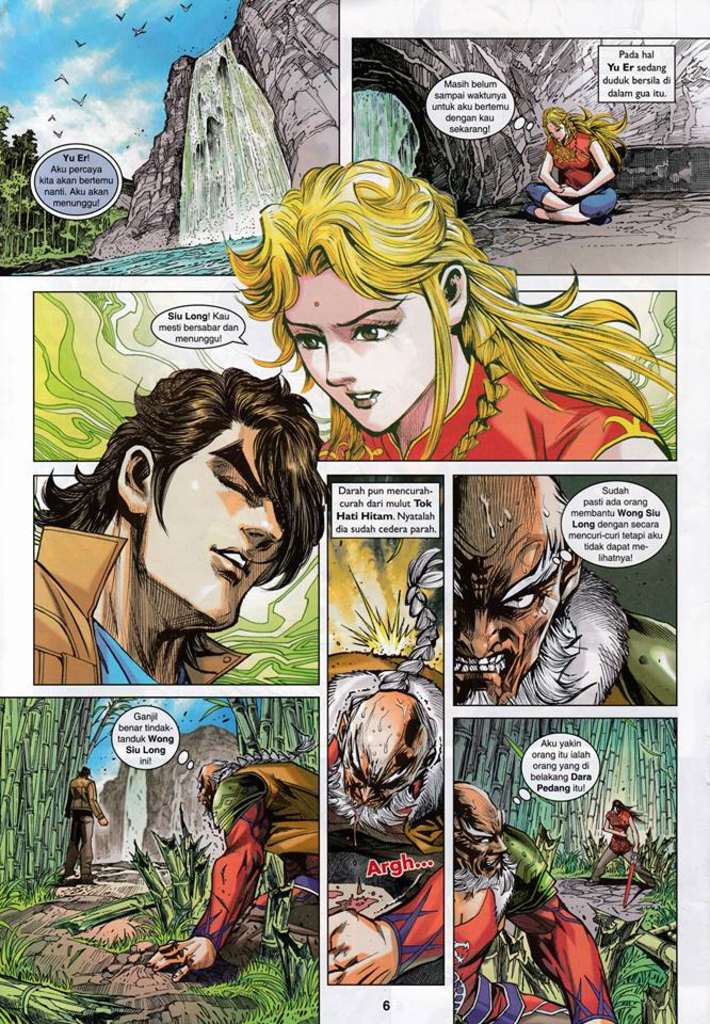 Yu Er!
Aku percaya
kita akan bertemu
nanti. Aku akan
menunggu!
Masih belum
sampai waktunya
untuk aku bertemu
dengan kau
sekarang!
Pada hal
Yu Er sedang
duduk bersila di
dalam gua itu.
Siu Long! Kau
mesti bersabar dan
menunggu!
Darah pun mencurah-
curah dari mulut Tok
Hati Hitam. Nyatalah
dia sudah cedera parah.
Sudah
pasti ada orang
membantu Wong Siu
Long dengan secara
mencuri-curi tetapi aku
tidak dapat me-
lihatnya!
Ganjil
benar tindak-
tanduk Wong
Siu Long
ini!
Argh...
Aku yakin
orang itu ialah
orang yang di
belakang Dara
Pedang itu!
6